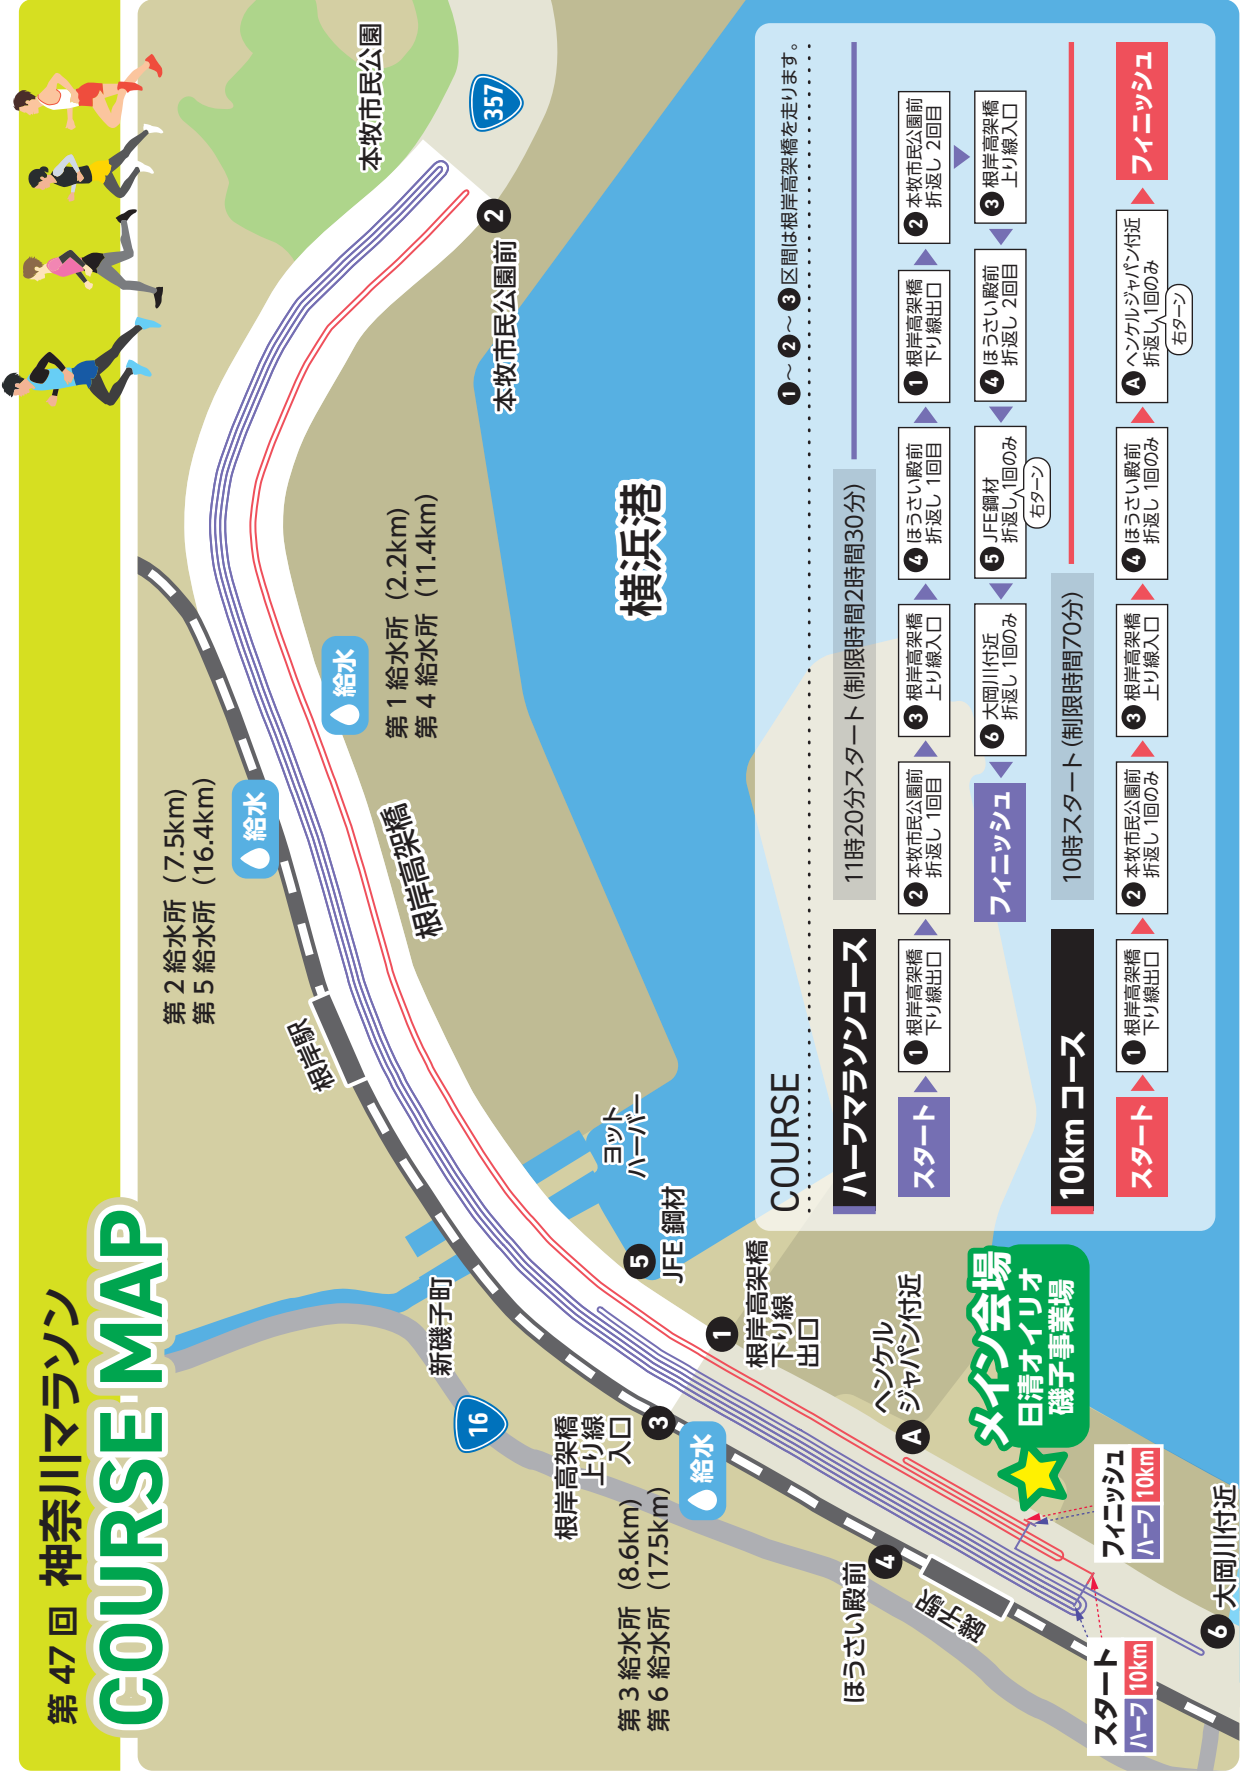 第 47 回 神奈川マラソン
COURSE MAP
本牧市民公園
357
2
本牧市民公園前
横浜港
第 1 給水所（2.2km）
第 4 給水所（11.4km）
給水
第 2 給水所（7.5km）
第 5 給水所（16.4km）
給水
根岸高架橋
根岸駅
ヨット
ハーバー
5
JFE 鋼材
新磯子町
16
1
根岸高架橋
下り線
出口
根岸高架橋
上り線
入口
3
給水
第 3 給水所（8.6km）
第 6 給水所（17.5km）
ヘンケル
ジャパン付近
A
メイン会場
日清オイリオ
磯子事業場
ほうさい殿前
4
磯子駅
フィニッシュ
ハーフ 10km
スタート
ハーフ 10km
6 大岡川付近
COURSE
1～2～3区間は根岸高架橋を走ります。
ハーフマラソンコース
11時20分スタート（制限時間2時間30分）
スタート
1 根岸高架橋
下り線出口
2 本牧市民公園前
折返し 1回目
3 根岸高架橋
上り線入口
4 ほうさい殿前
折返し 1回目
1 根岸高架橋
下り線出口
2 本牧市民公園前
折返し 2回目
3 根岸高架橋
上り線入口
4 ほうさい殿前
折返し 2回目
5 JFE鋼材
折返し 1回のみ
右ターン
6 大岡川付近
折返し 1回のみ
フィニッシュ
10km コース
10時スタート（制限時間70分）
スタート
1 根岸高架橋
下り線出口
2 本牧市民公園前
折返し 1回のみ
3 根岸高架橋
上り線入口
4 ほうさい殿前
折返し 1回のみ
A ヘンケルジャパン付近
折返し 1回のみ
右ターン
フィニッシュ